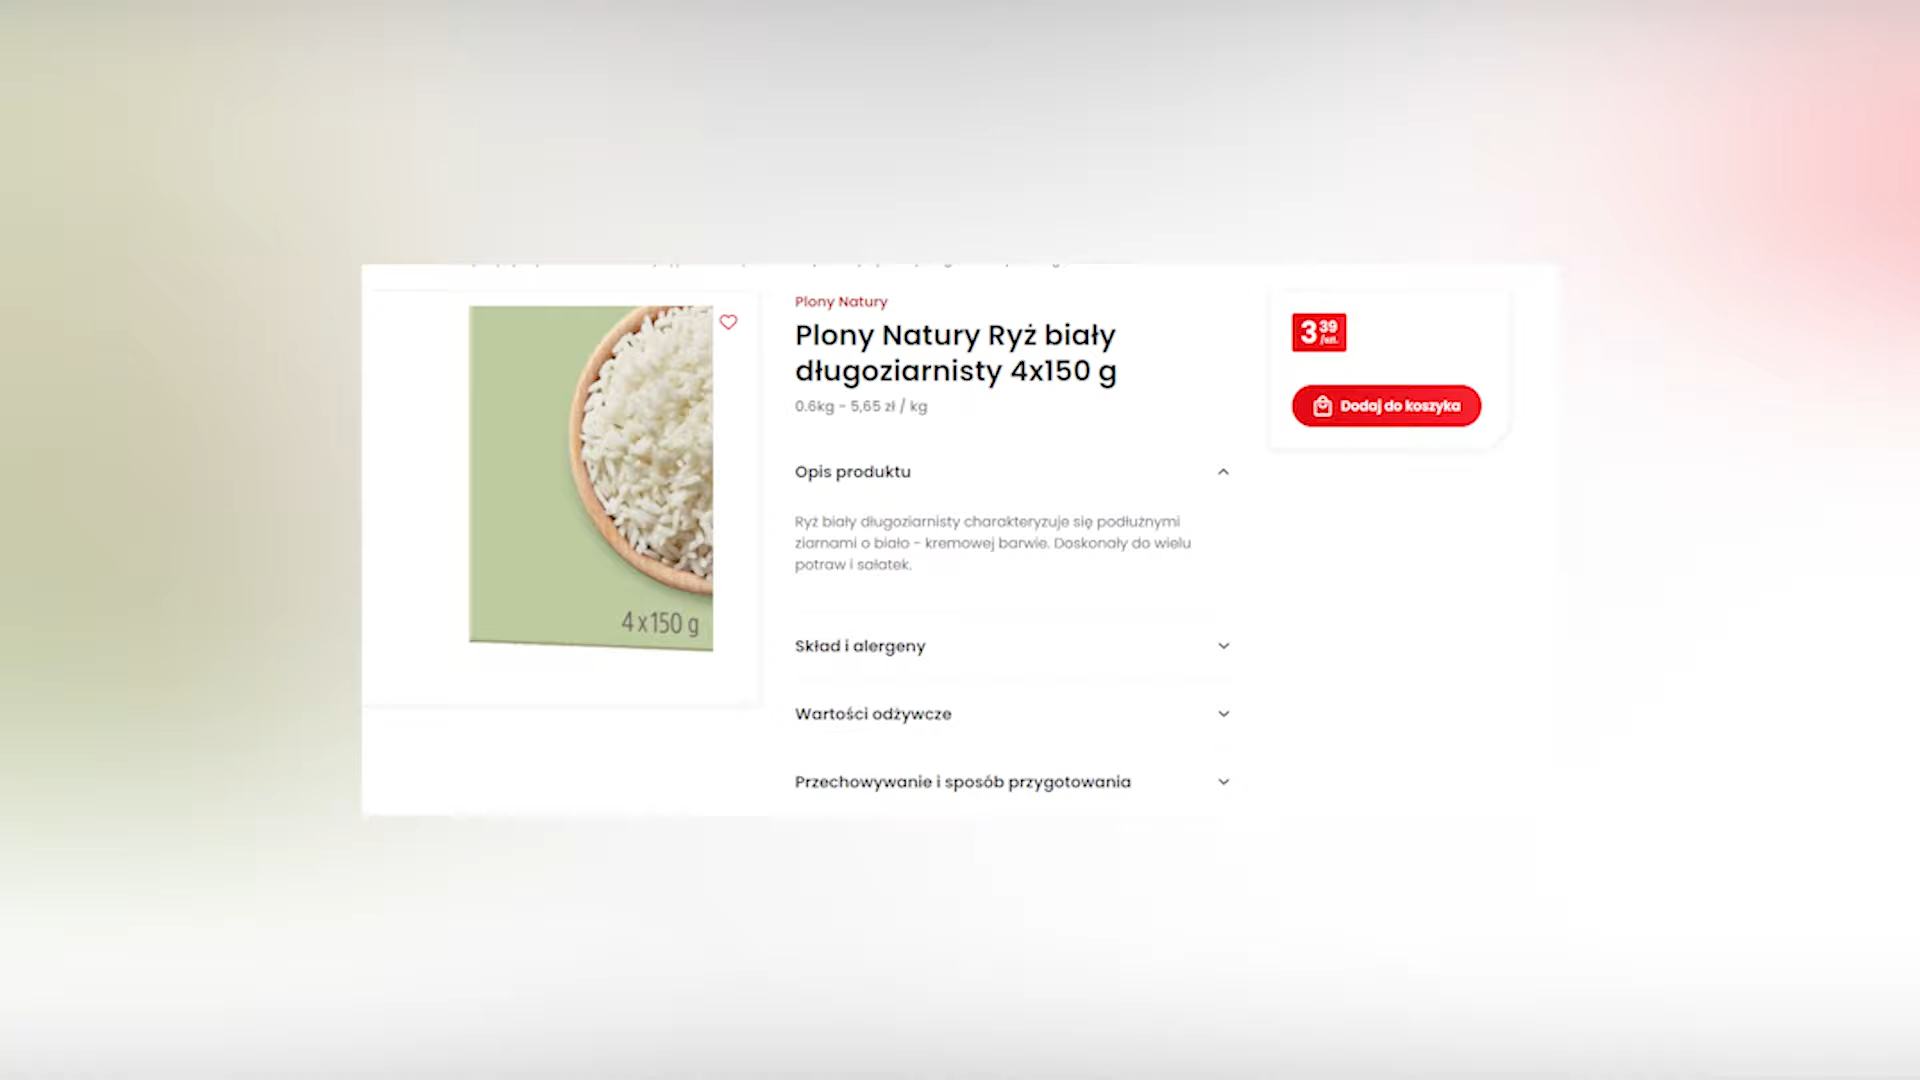 Plony Natury
Plony Natury Ryż biały
długoziarnisty 4x150 g
0.6kg - 5,65 zł / kg
3 39
/szt.
Dodaj do koszyka
Opis produktu
Ryż biały długoziarnisty charakteryzuje się podłużnymi
ziarnami o biało - kremowej barwie. Doskonały do wielu
potraw i sałatek.
4x150 g
Skład i alergeny
Wartości odżywcze
Przechowywanie i sposób przygotowania